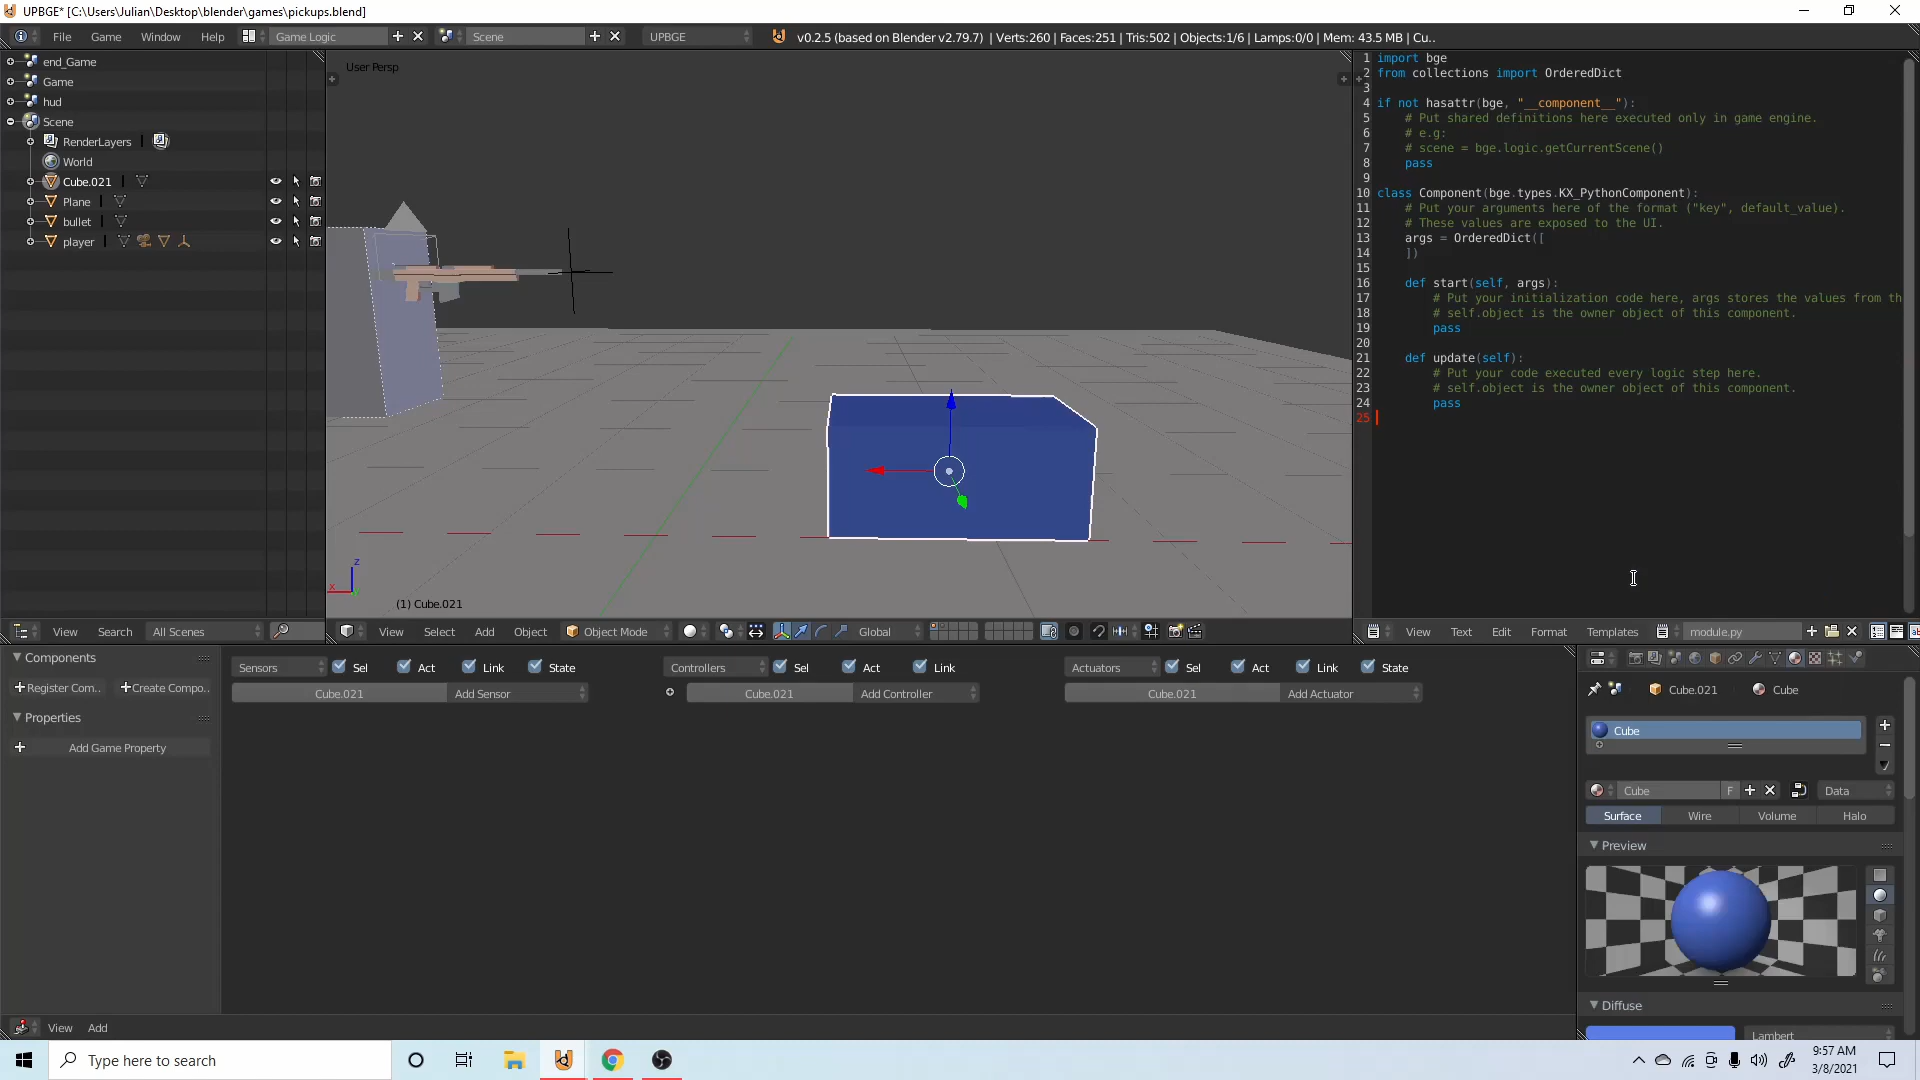 UPBGE* [C:\Users\Julian\Desktop\blender\games\pickups.blend]
File Game Window Help Game Logic Scene UPBGE v0.2.5 (based on Blender v2.79.7) | Verts:260 | Faces:251 | Tris:502 | Objects:1/6 | Lamps:0/0 | Mem: 43.5 MB | Cu..
end_Game
Game
hud
Scene
RenderLayers
World
Cube.021
Plane
bullet
player
View Search All Scenes
User Persp
z
x
(1) Cube.021
View Select Add Object Object Mode Global
1 import bge
2 from collections import OrderedDict
3
4 if not hasattr(bge, "__component__"):
5 # Put shared definitions here executed only in game engine.
6 # e.g:
7 # scene = bge.logic.getCurrentScene()
8 pass
9
10 class Component(bge.types.KX_PythonComponent):
11 # Put your arguments here of the format ("key", default_value).
12 # These values are exposed to the UI.
13 args = OrderedDict([
14 ])
15
16 def start(self, args):
17 # Put your initialization code here, args stores the values from th
18 # self.object is the owner object of this component.
19 pass
20
21 def update(self):
22 # Put your code executed every logic step here.
23 # self.object is the owner object of this component.
24 pass
25
View Text Edit Format Templates module.py
Components
Register Com.. Create Compo..
Properties
Add Game Property
Sensors Sel Act Link State
Cube.021 Add Sensor
Controllers Sel Act Link
Cube.021 Add Controller
Actuators Sel Act Link State
Cube.021 Add Actuator
View Add
Cube.021 Cube
Cube
Cube F Data
Surface Wire Volume Halo
Preview
Diffuse
Lambert
Type here to search
9:57 AM
3/8/2021